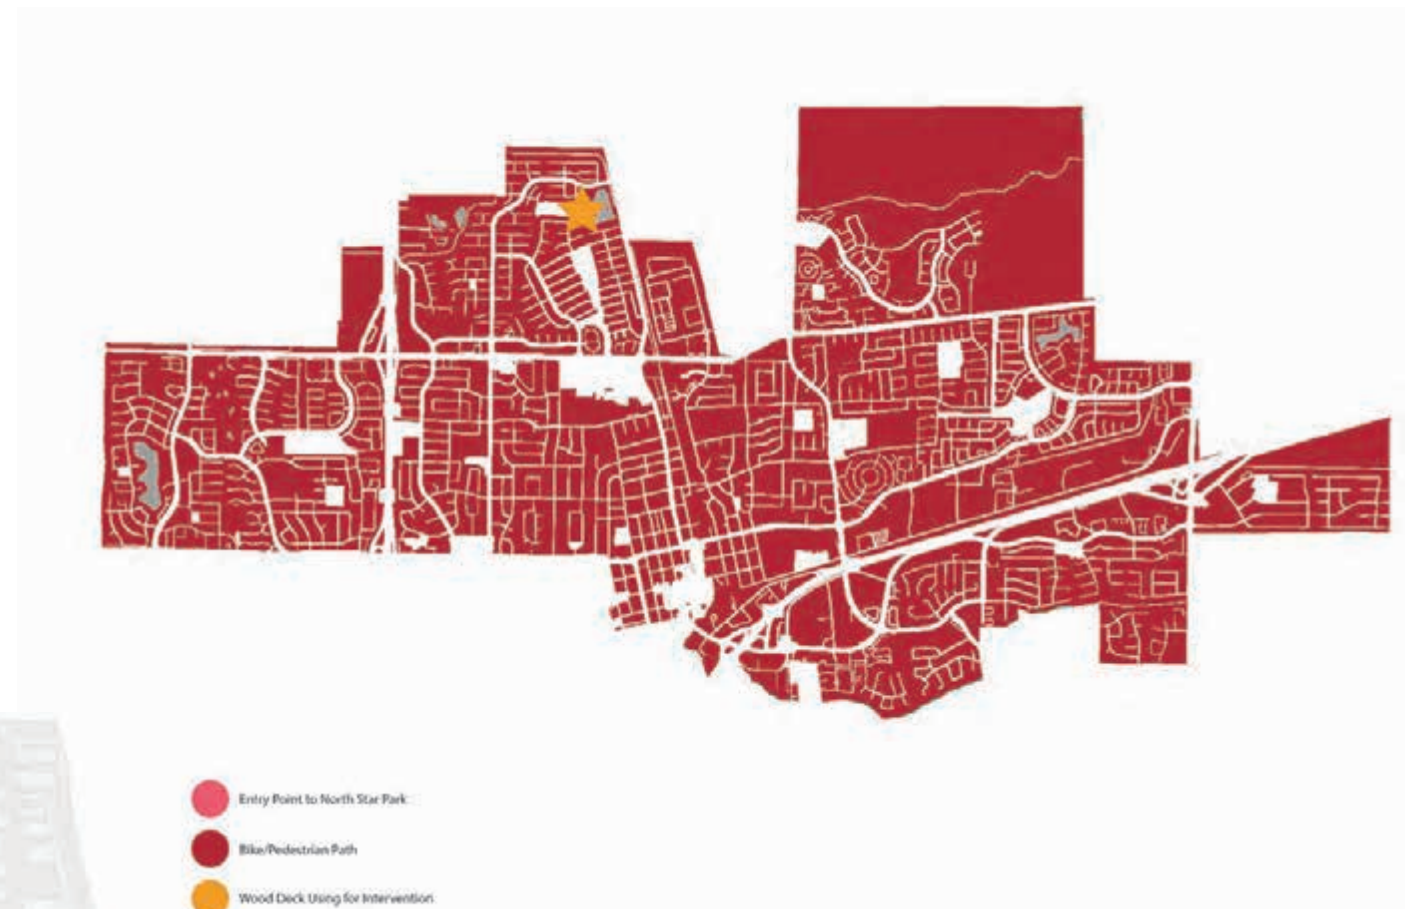 Entry Point to North Star Park
Bike/Pedestrian Path
Wood Deck Using for Intervention